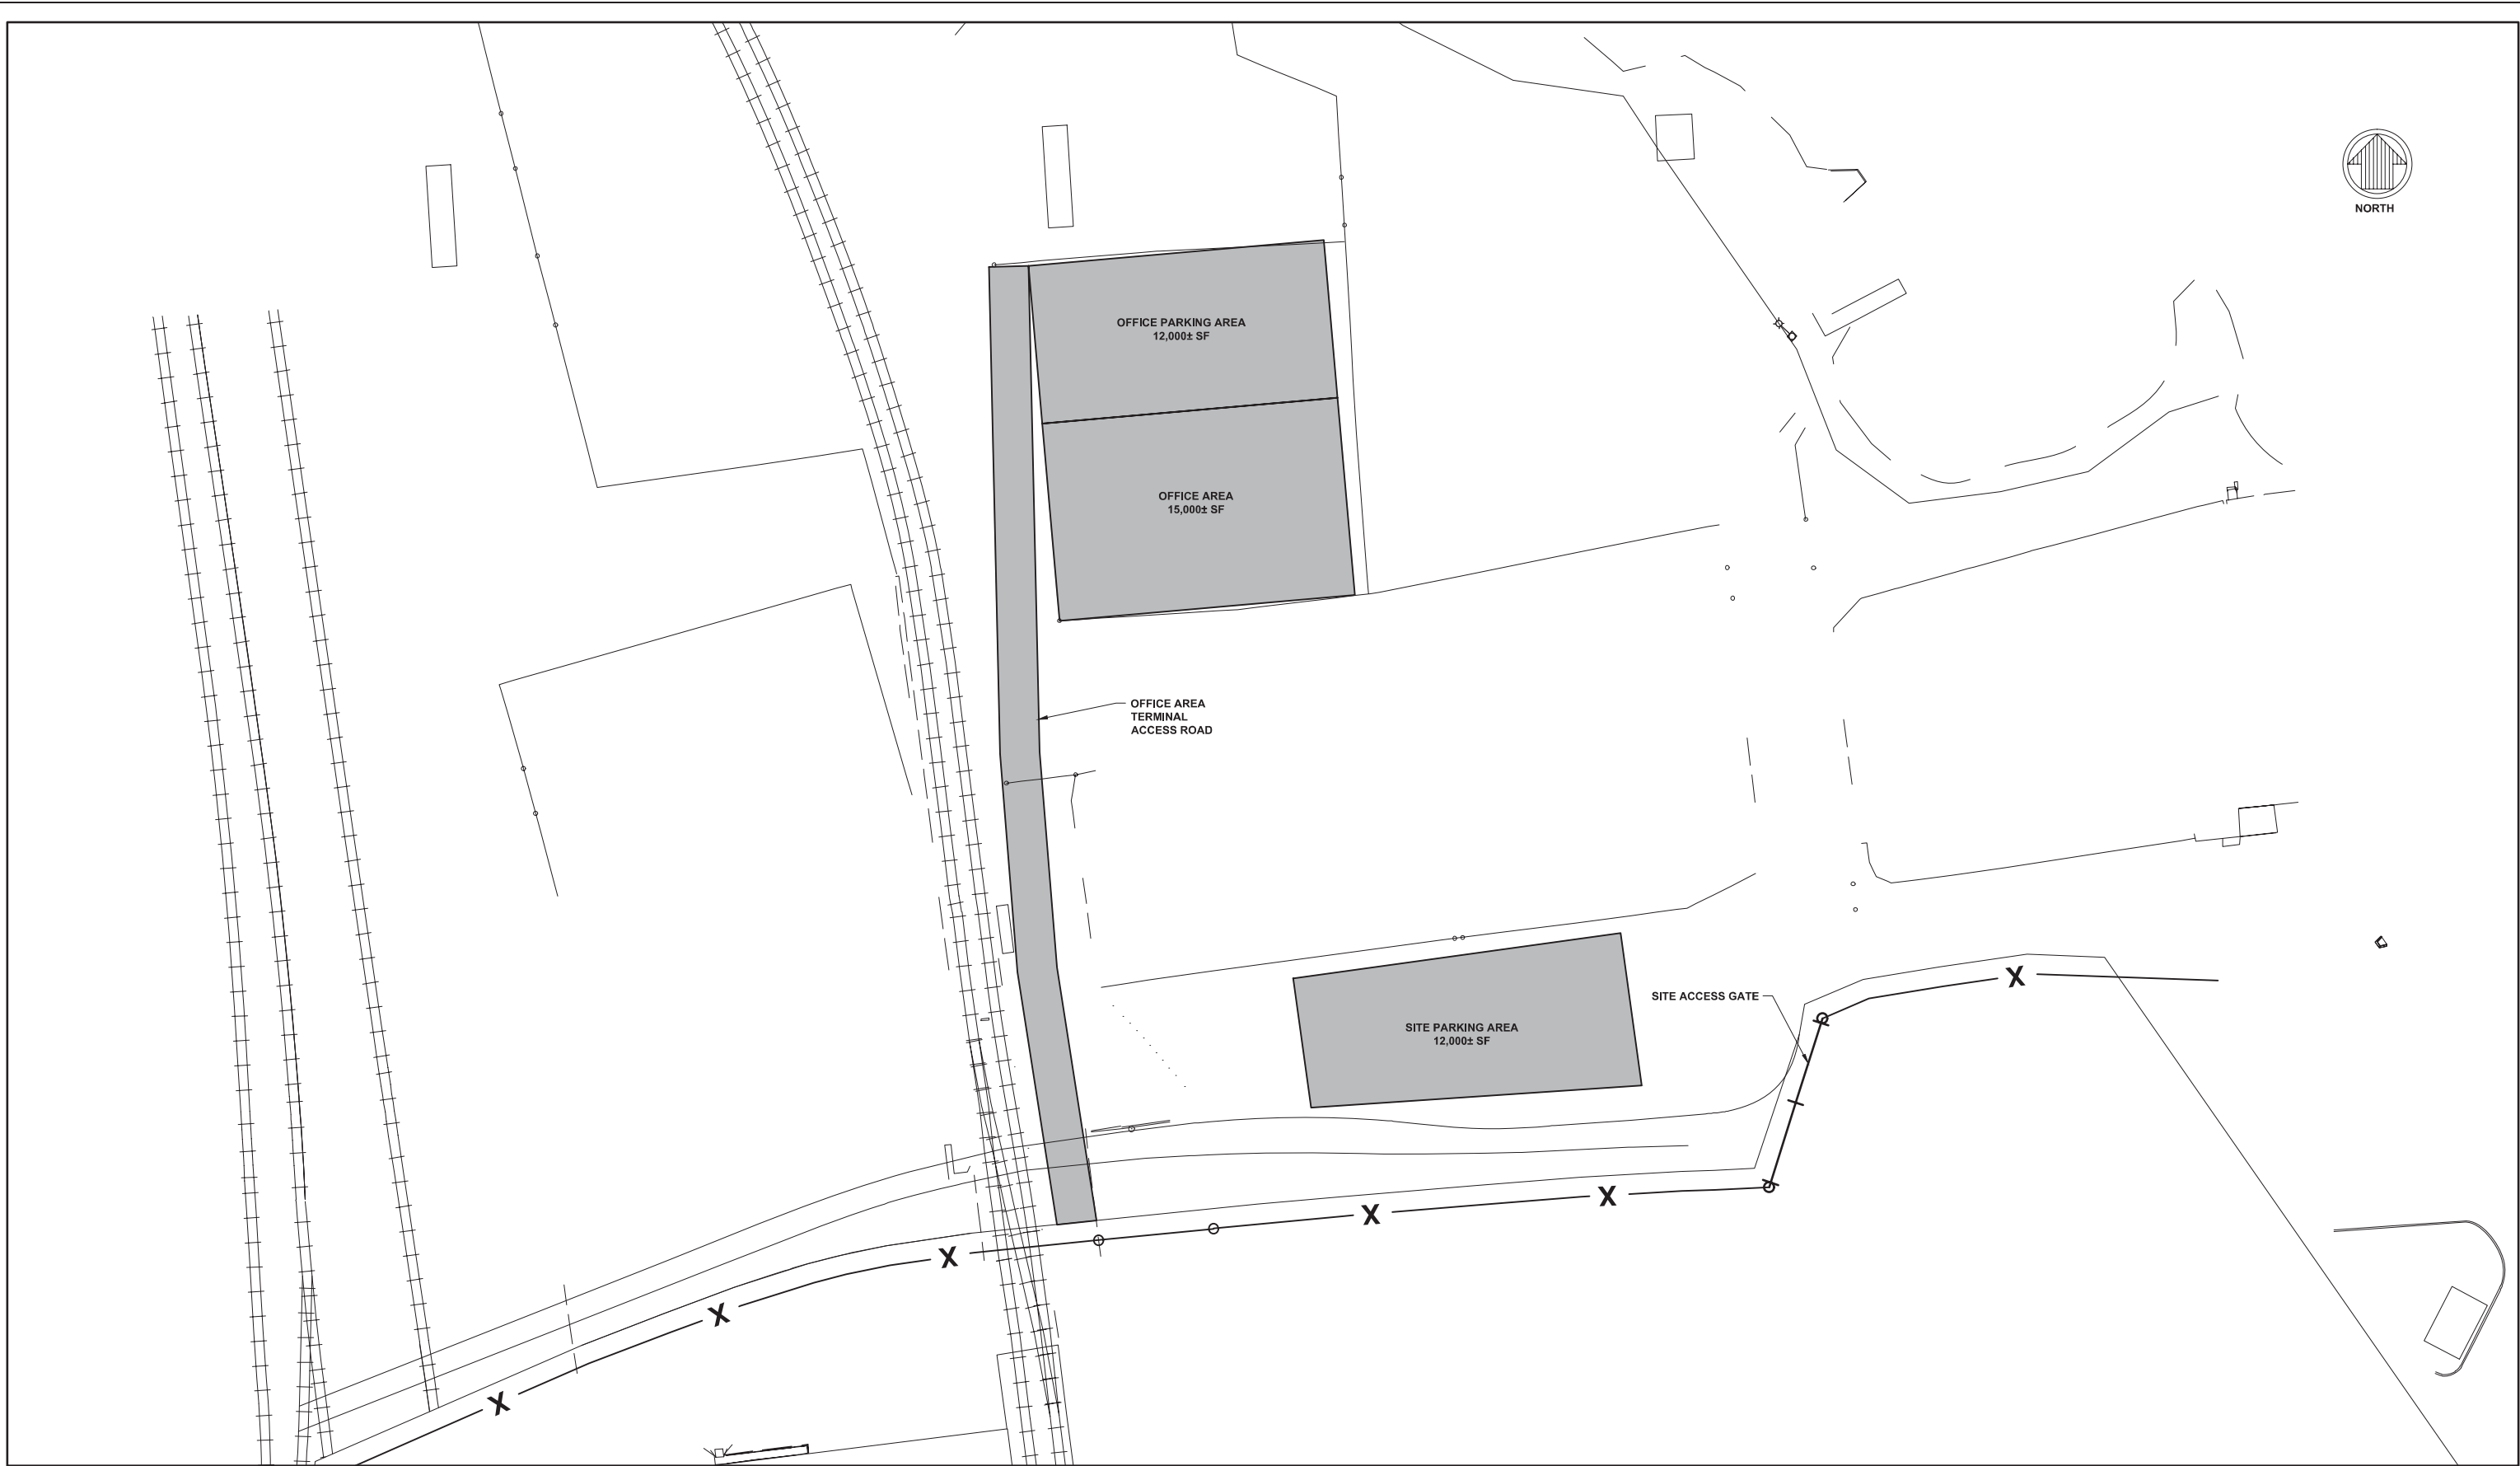 NORTH
OFFICE PARKING AREA
12,000± SF
OFFICE AREA
15,000± SF
OFFICE AREA
TERMINAL
ACCESS ROAD
SITE ACCESS GATE
SITE PARKING AREA
12,000± SF
X
X
X
X
X
X